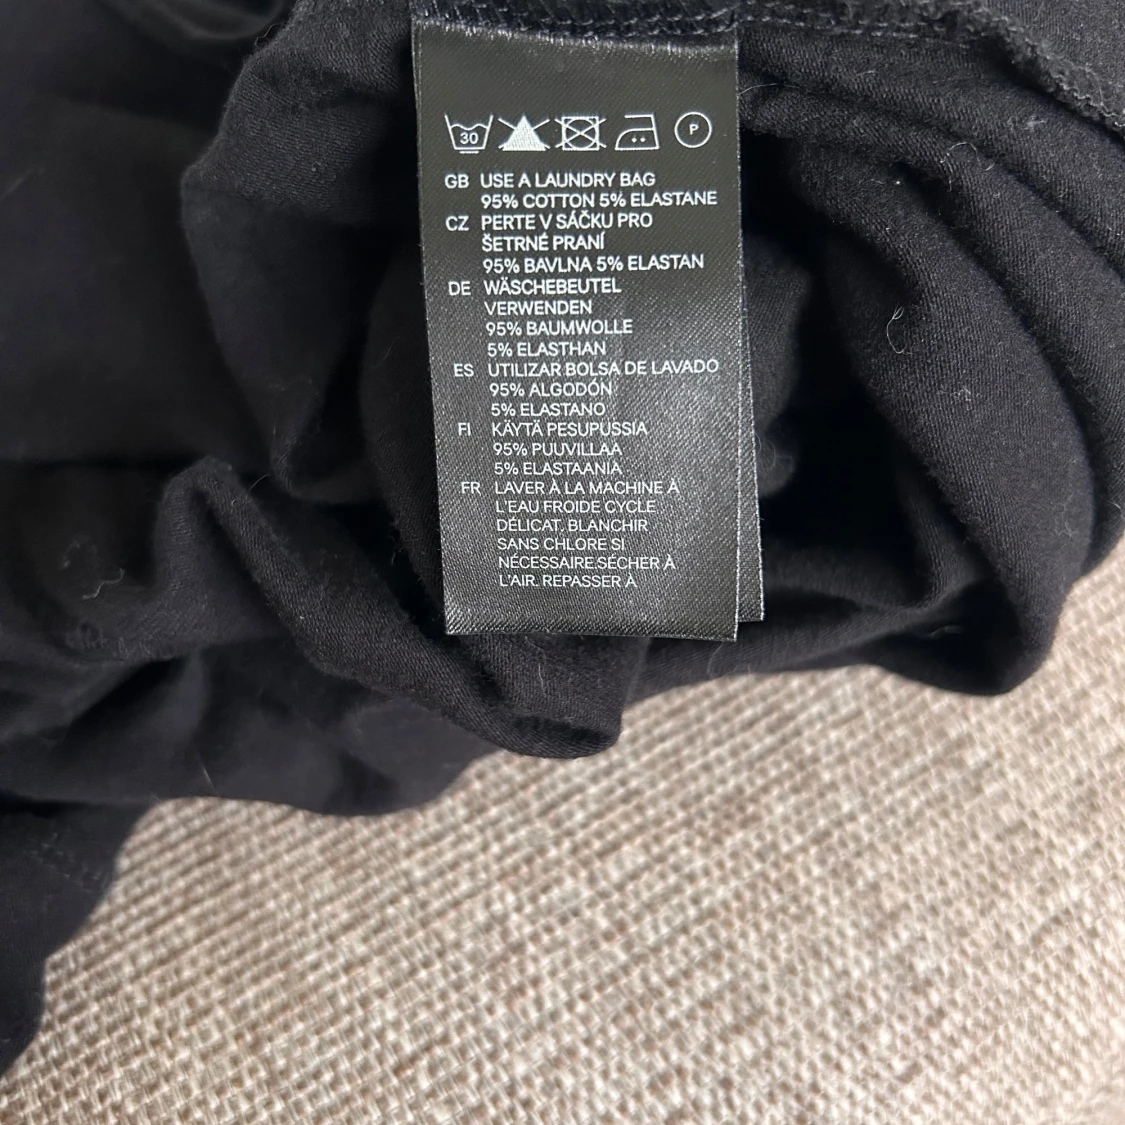 30 P
GB USE A LAUNDRY BAG
95% COTTON 5% ELASTANE
CZ PERTE V SÁČKU PRO
ŠETRNÉ PRANÍ
95% BAVLNA 5% ELASTAN
DE WÄSCHEBEUTEL
VERWENDEN
95% BAUMWOLLE
5% ELASTHAN
ES UTILIZAR BOLSA DE LAVADO
95% ALGODÓN
5% ELASTANO
FI KÄYTÄ PESUPUSSIA
95% PUUVILLAA
5% ELASTAANIA
FR LAVER À LA MACHINE À
L'EAU FROIDE CYCLE
DÉLICAT. BLANCHIR
SANS CHLORE SI
NÉCESSAIRE.SÉCHER À
L'AIR. REPASSER À